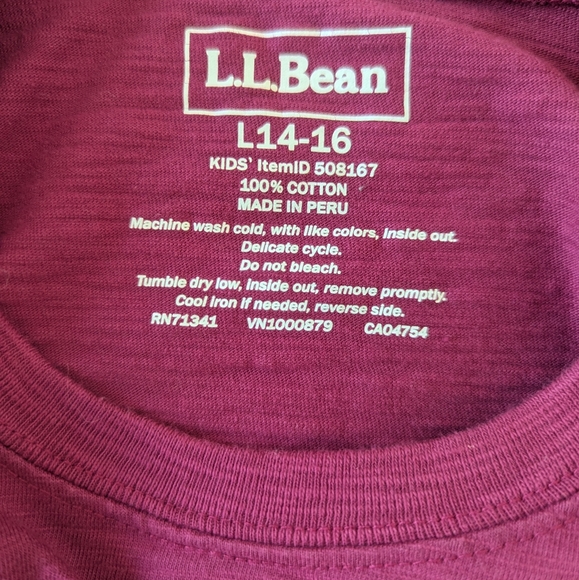 L.L.Bean
L14-16
KIDS' ItemID 508167
100% COTTON
MADE IN PERU
Machine wash cold, with like colors, inside out.
Delicate cycle.
Do not bleach.
Tumble dry low, inside out, remove promptly.
Cool iron if needed, reverse side.
RN71341 VN1000879 CA04754